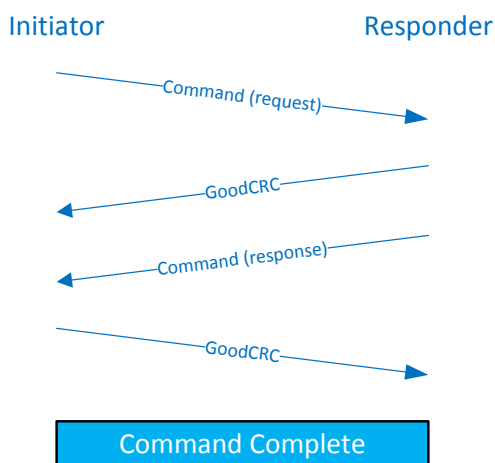 Initiator
Responder
Command (request)
GoodCRC
Command (response)
GoodCRC
Command Complete